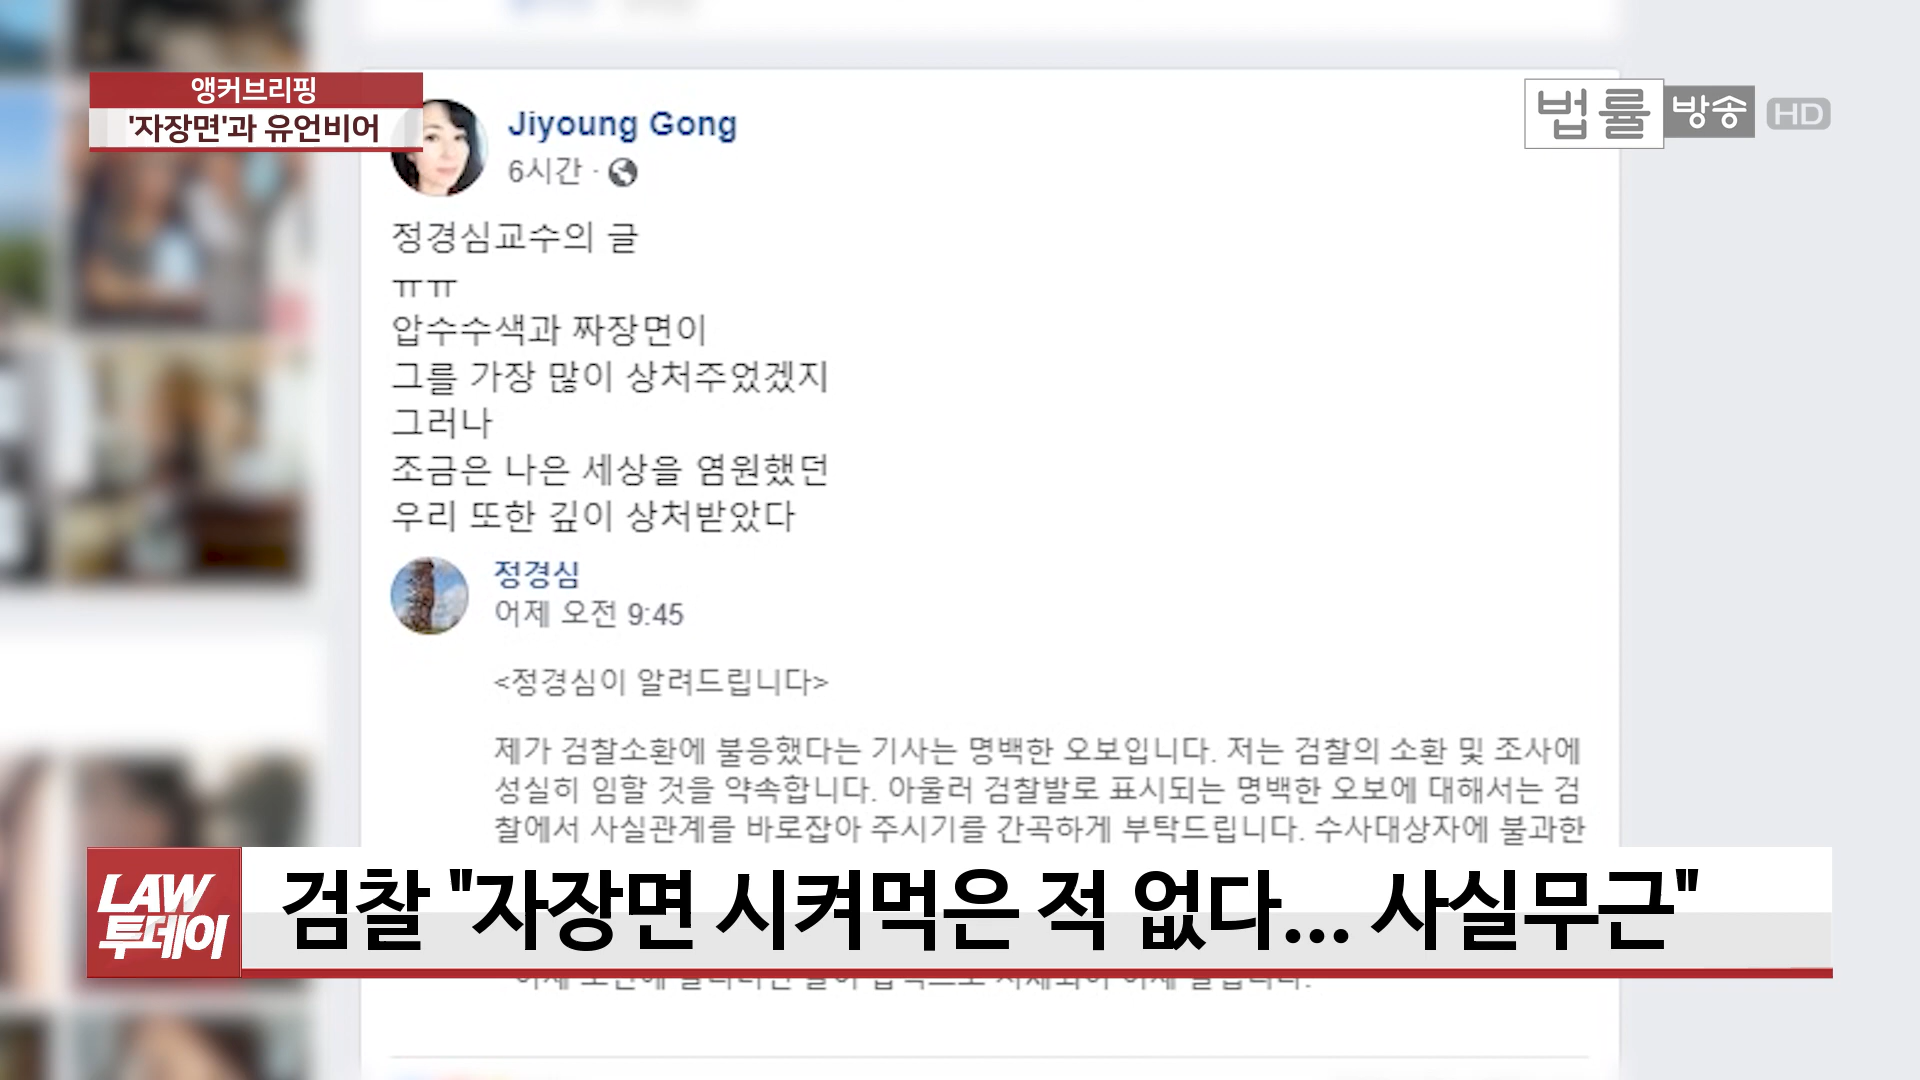 앵커브리핑
'자장면'과 유언비어
법률방송 HD
Jiyoung Gong
6시간 ·
정경심교수의 글
ㅠㅠ
압수수색과 짜장면이
그를 가장 많이 상처주었겠지
그러나
조금은 나은 세상을 염원했던
우리 또한 깊이 상처받았다
정경심
어제 오전 9:45
<정경심이 알려드립니다>
제가 검찰소환에 불응했다는 기사는 명백한 오보입니다. 저는 검찰의 소환 및 조사에
성실히 임할 것을 약속합니다. 아울러 검찰발로 표시되는 명백한 오보에 대해서는 검
찰에서 사실관계를 바로잡아 주시기를 간곡하게 부탁드립니다. 수사대상자에 불과한
LAW
투데이
검찰 "자장면 시켜먹은 적 없다... 사실무근"